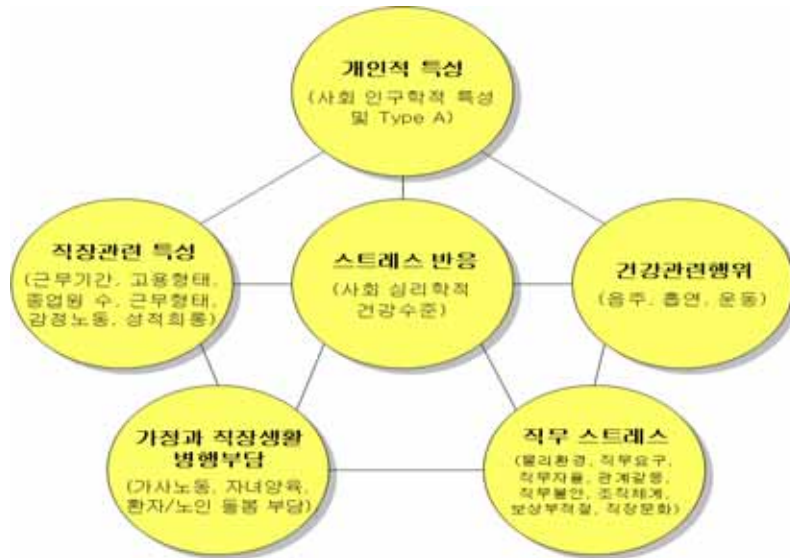 개인적 특성
(사회 인구학적 특성
및 Type A)
직장관련 특성
(근무기간, 고용형태,
종업원 수, 근무형태,
감정노동, 성적희롱)
스트레스 반응
(사회 심리학적
건강수준)
건강관련행위
(음주, 흡연, 운동)
가정과 직장생활
병행부담
(가사노동, 자녀양육,
환자/노인 돌봄 부담)
직무 스트레스
(물리환경, 직무요구,
직무자율, 관계갈등,
직무불안, 조직체계,
보상부적절, 직장문화)